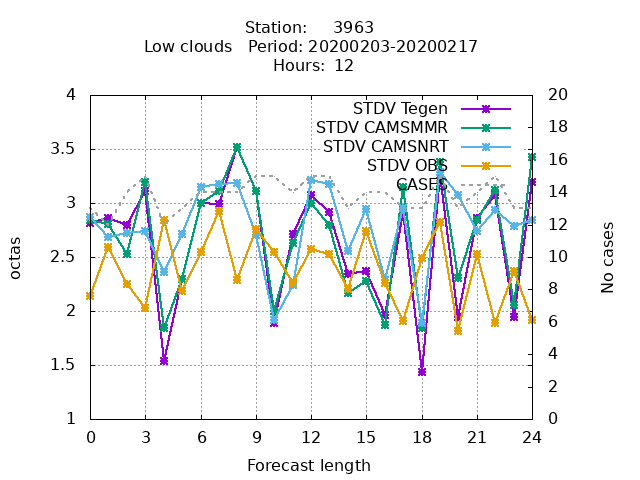 Station: 3963
Low clouds Period: 20200203-20200217
Hours: 12
STDV Tegen
STDV CAMSMMR
STDV CAMSNRT
STDV OBS
CASES
octas
No cases
4
3.5
3
2.5
2
1.5
1
20
18
16
14
12
10
8
6
4
2
0
0 3 6 9 12 15 18 21 24
Forecast length